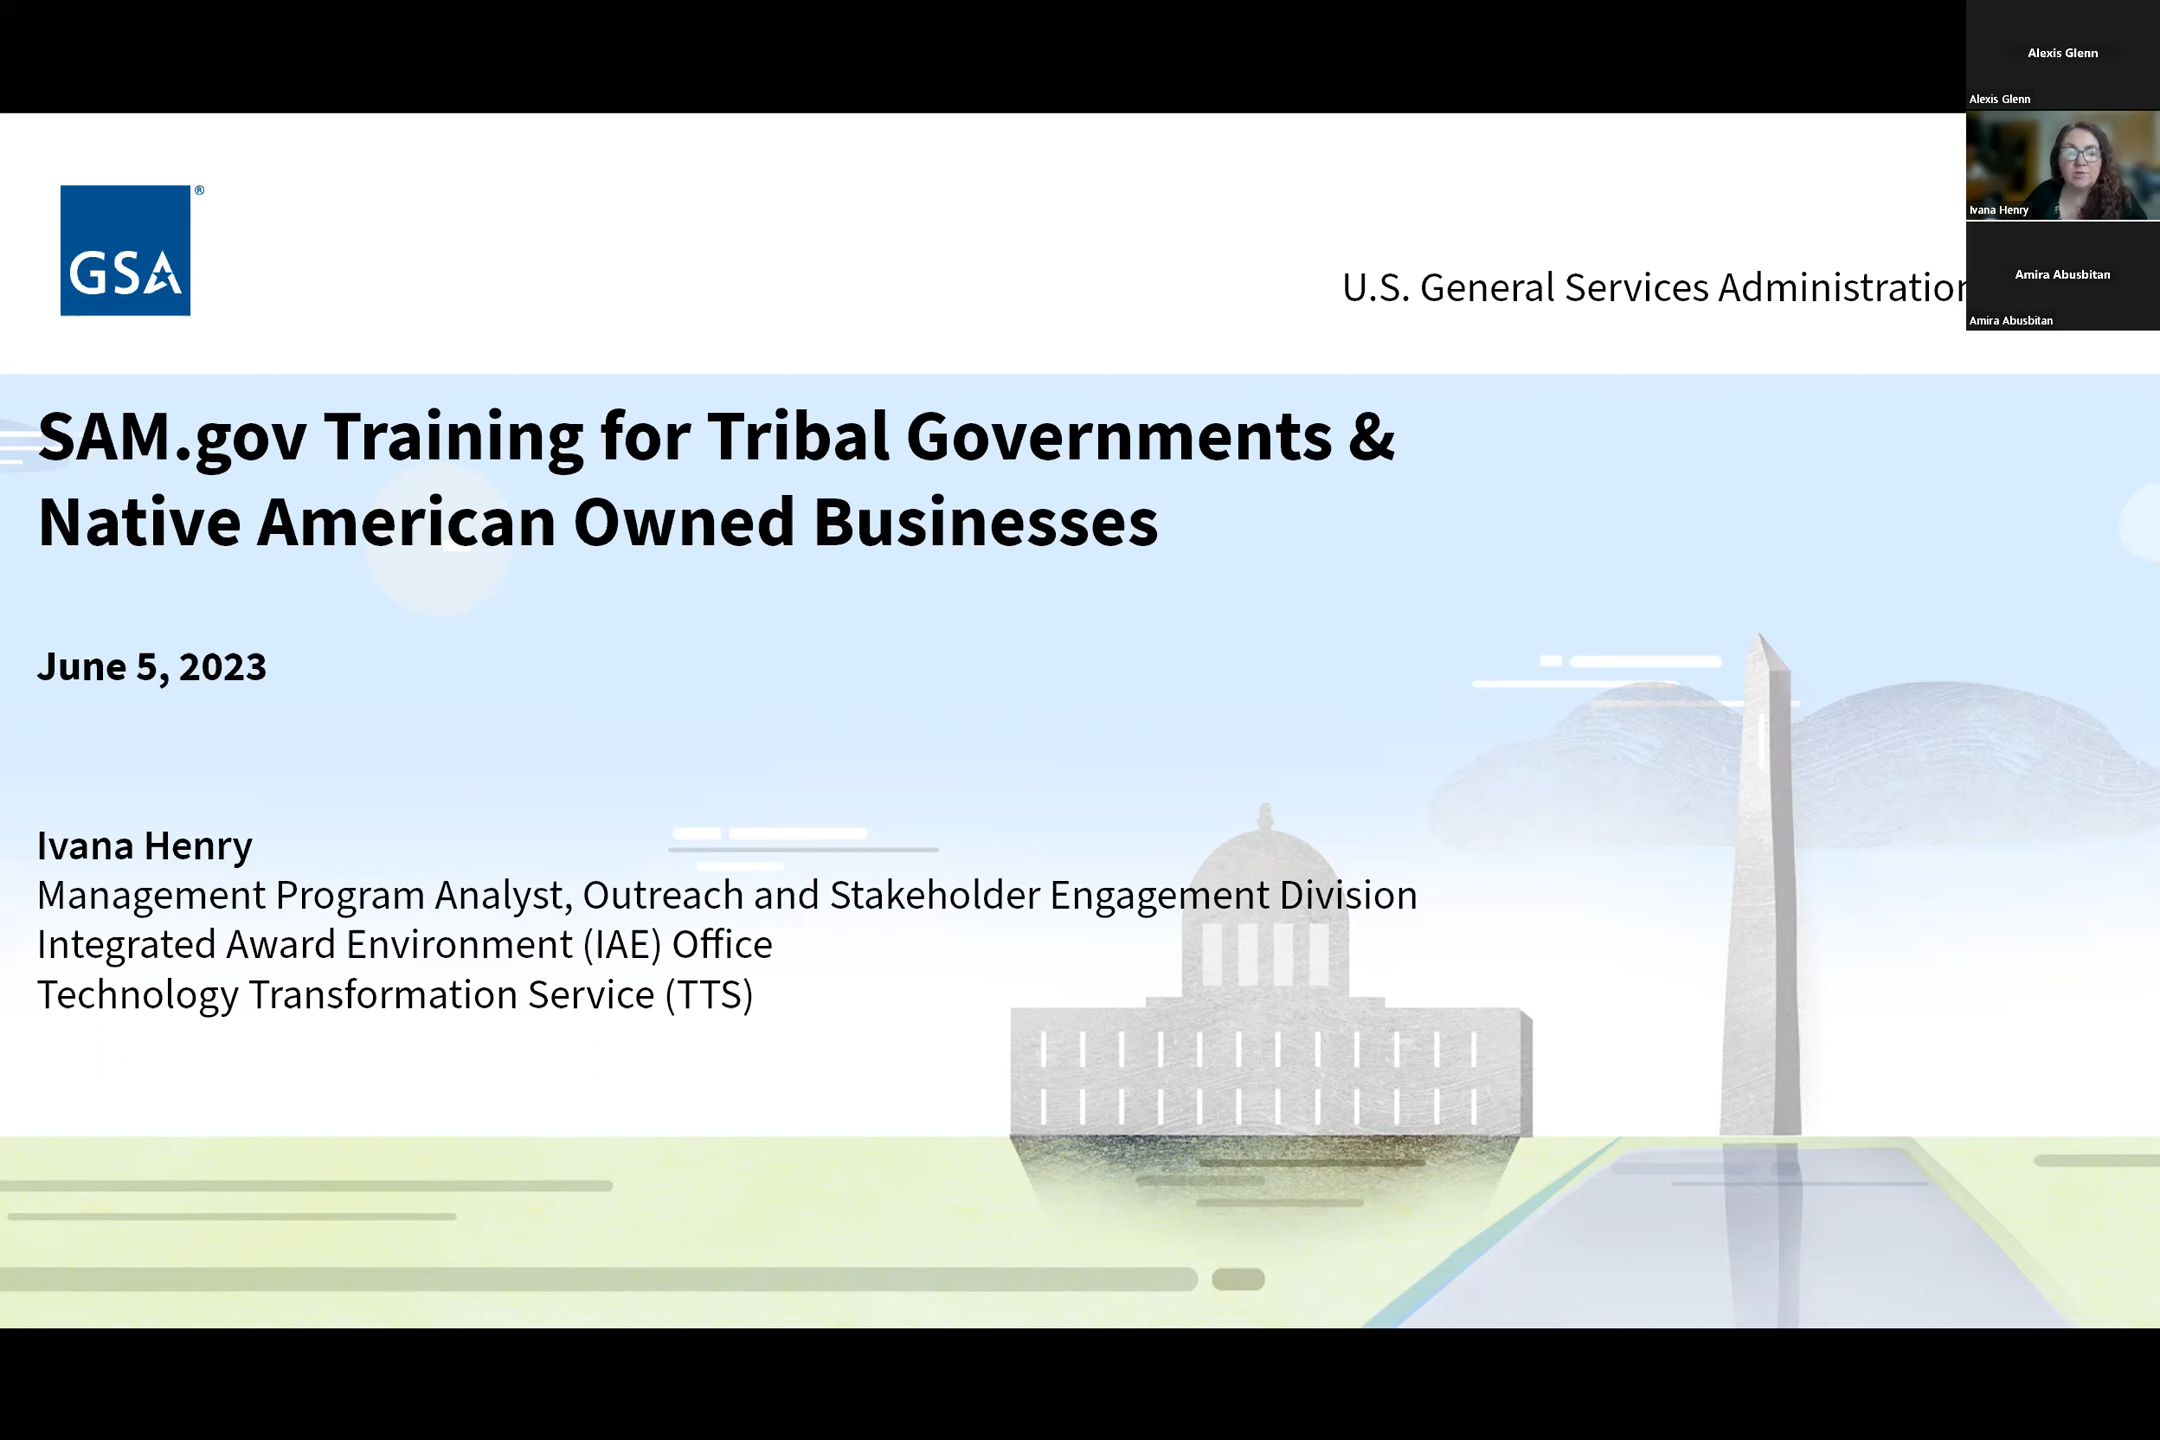 Alexis Glenn
Alexis Glenn
Ivana Henry
Amira Abusbitan
Amira Abusbitan
®
GSA
U.S. General Services Administration
SAM.gov Training for Tribal Governments &
Native American Owned Businesses
June 5, 2023
Ivana Henry
Management Program Analyst, Outreach and Stakeholder Engagement Division
Integrated Award Environment (IAE) Office
Technology Transformation Service (TTS)